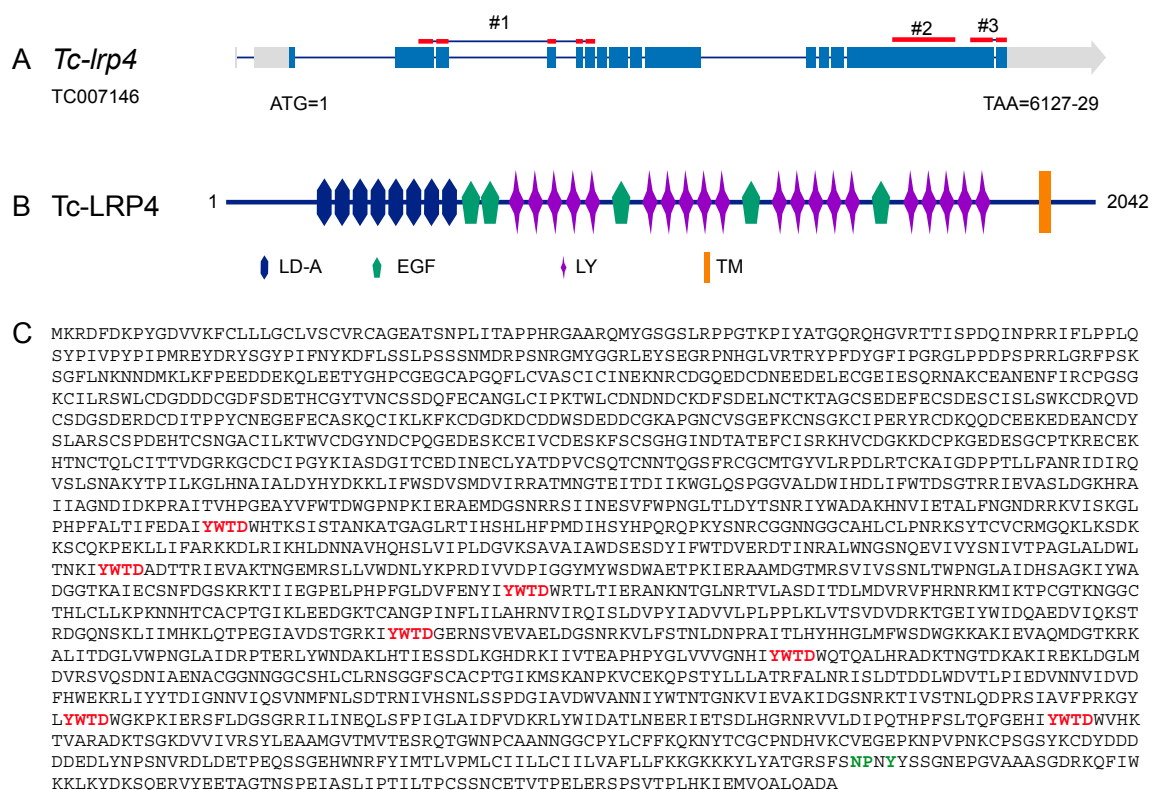 #1
#2
#3
A Tc-lrp4
TC007146
ATG=1
TAA=6127-29
B Tc-LRP4 1 2042
LD-A EGF LY TM
C MKRDFDKPYGDVVKFCLLLGCLVSCVRCAGEATSNPLITAPPHRGAARQMYGSGSLRPPGTKPIYATGQRQHGVRTTISPDQINPRRIFLPPLQ
SYPIVPYPIPMREYDRYSGYPIFNYKDFLSSLPSSSNMDRPSNRGMYGGRLEYSEGRPNHGLVRTRYPFDYGFIPGRGLPPDPSPRRLGRFPSK
SGFLNKNNDMKLKFPEEDDEKQLEETYGHPCGEGCAPGQFLCVASCICINEKNRCDGQEDCDNEEDELECGEIESQRNAKCEANENFIRCPGSG
KCILRSWLCDGDDDCGDFSDETHCGYTVNCSSDQFECANGLCIPKTWLCDNDNDCKDFSDELNCTKTAGCSEDEFECSDESCISLSWKCDRQVD
CSDGSDERDCDITPPYCNEGEFECASKQCIKLKFKCDGDKDCDDWSDEDDCGKAPGNCVSGEFKCNSGKCIPERYRCDKQQDCEEKEDEANCDY
SLARSCSPDEHTCSNGACILKTWVCDGYNDCPQGEDESKCEIVCDESKFSCSGHGINDTATEFCISRKHVCDGKKDCPKGEDESGCPTKRECEK
HTNCTQLCITTVDGRKGCDCIPGYKIASDGITCEDINECLYATDPVCSQTCNNTQGSFRCGCMTGYVLRPDLRTCKAIGDPPTLLFANRIDIRQ
VSLSNAKYTPILKGLHNAIALDYHYDKKLIFWSDVSMDVIRRATMNGTEITDIIKWGLQSPGGVALDWIHDLIFWTDSGTRRIEVASLDGKHRA
IIAGNDIDKPRAITVHPGEAYVFWTDWGPNPKIERAEMDGSNRRSIINESVFWPNGLTLDYTSNRIYWADAKHNVIETALFNGNDRRKVISKGL
PHPFALTIFEDAIYWTDWHTKSISTANKATGAGLRTIHSHLHFPMDIHSYHPQRQPKYSNRCGGNNGGCAHLCLPNRKSYTCVCRMGQKLKSDK
KSCQKPEKLLIFARKKDLRIKHLDNNAVHQHSLVIPLDGVKSAVAIAWDSESDYIFWTDVERDTINRALWNGSNQEVIVYSNIVTPAGLALDWL
TNKIYWTDADTTRIEVAKTNGEMRSLLVWDNLYKPRDIVVDPIGGYMYWSDWAETPKIERAAMDGTMRSVIVSSNLTWPNGLAIDHSAGKIYWA
DGGTKAIECSNFDGSKRKTIIEGPELPHPFGLDVFENYIYWTDWRTLTIERANKNTGLNRTVLASDITDLMDVRVFHRNRKMIKTPCGTKNGGC
THLCLLKPKNNHTCACPTGIKLEEDGKTCANGPINFLILAHRNVIRQISLDVPYIADVVLPLPPLKLVTSVDVDRKTGEIYWIDQAEDVIQKST
RDGQNSKLIIMHKLQTPEGIAVDSTGRKIYWTDGERNSVEVAELDGSNRKVLFSTNLDNPRAITLHYHHGLMFWSDWGKKAKIEVAQMDGTKRK
ALITDGLVWPNGLAIDRPTERLYWNDAKLHTIESSDLKGHDRKIIVTEAPHPYGLVVVGNHIYWTDWQTQALHRADKTNGTDKAKIREKLDGLM
DVRSVQSDNIAENACGGNNGGCSHLCLRNSGGFSCACPTGIKMSKANPKVCEKQPSTYLLLATRFALNRISLDTDDLWDVTLPIEDVNNVIDVD
FHWEKRLIYYTDIGNNVIQSVNMFNLSDTRNIVHSNLSSPDGIAVDWVANNIYWTNTGNKVIEVAKIDGSNRKTIVSTNLQDPRSIAVFPRKGY
LYWTDWGKPKIERSFLDGSGRRILINEQLSFPIGLAIDFVDKRLYWIDATLNEERIETSDLHGRNRVVLDIPQTHPFSLTQFGEHIYWTDWVHK
TVARADKTSGKDVVIVRSYLEAAMGVTMVTESRQTGWNPCAANNGGCPYLCFFKQKNYTCGCPNDHVKCVEGEPKNPVPNKCPSGSYKCDYDDD
DDEDLYNPSNVRDLDETPEQSSGEHWNRFYIMTLVPMLCIILLCIILVAFLLFKKGKKKYLYATGRSFSNPNYYSSGNEPGVAAASGDRKQFIW
KKLKYDKSQERVYEETAGTNSPEIASLIPTILTPCSSNCETVTPELERSPSVTPLHKIEMVQALQADA